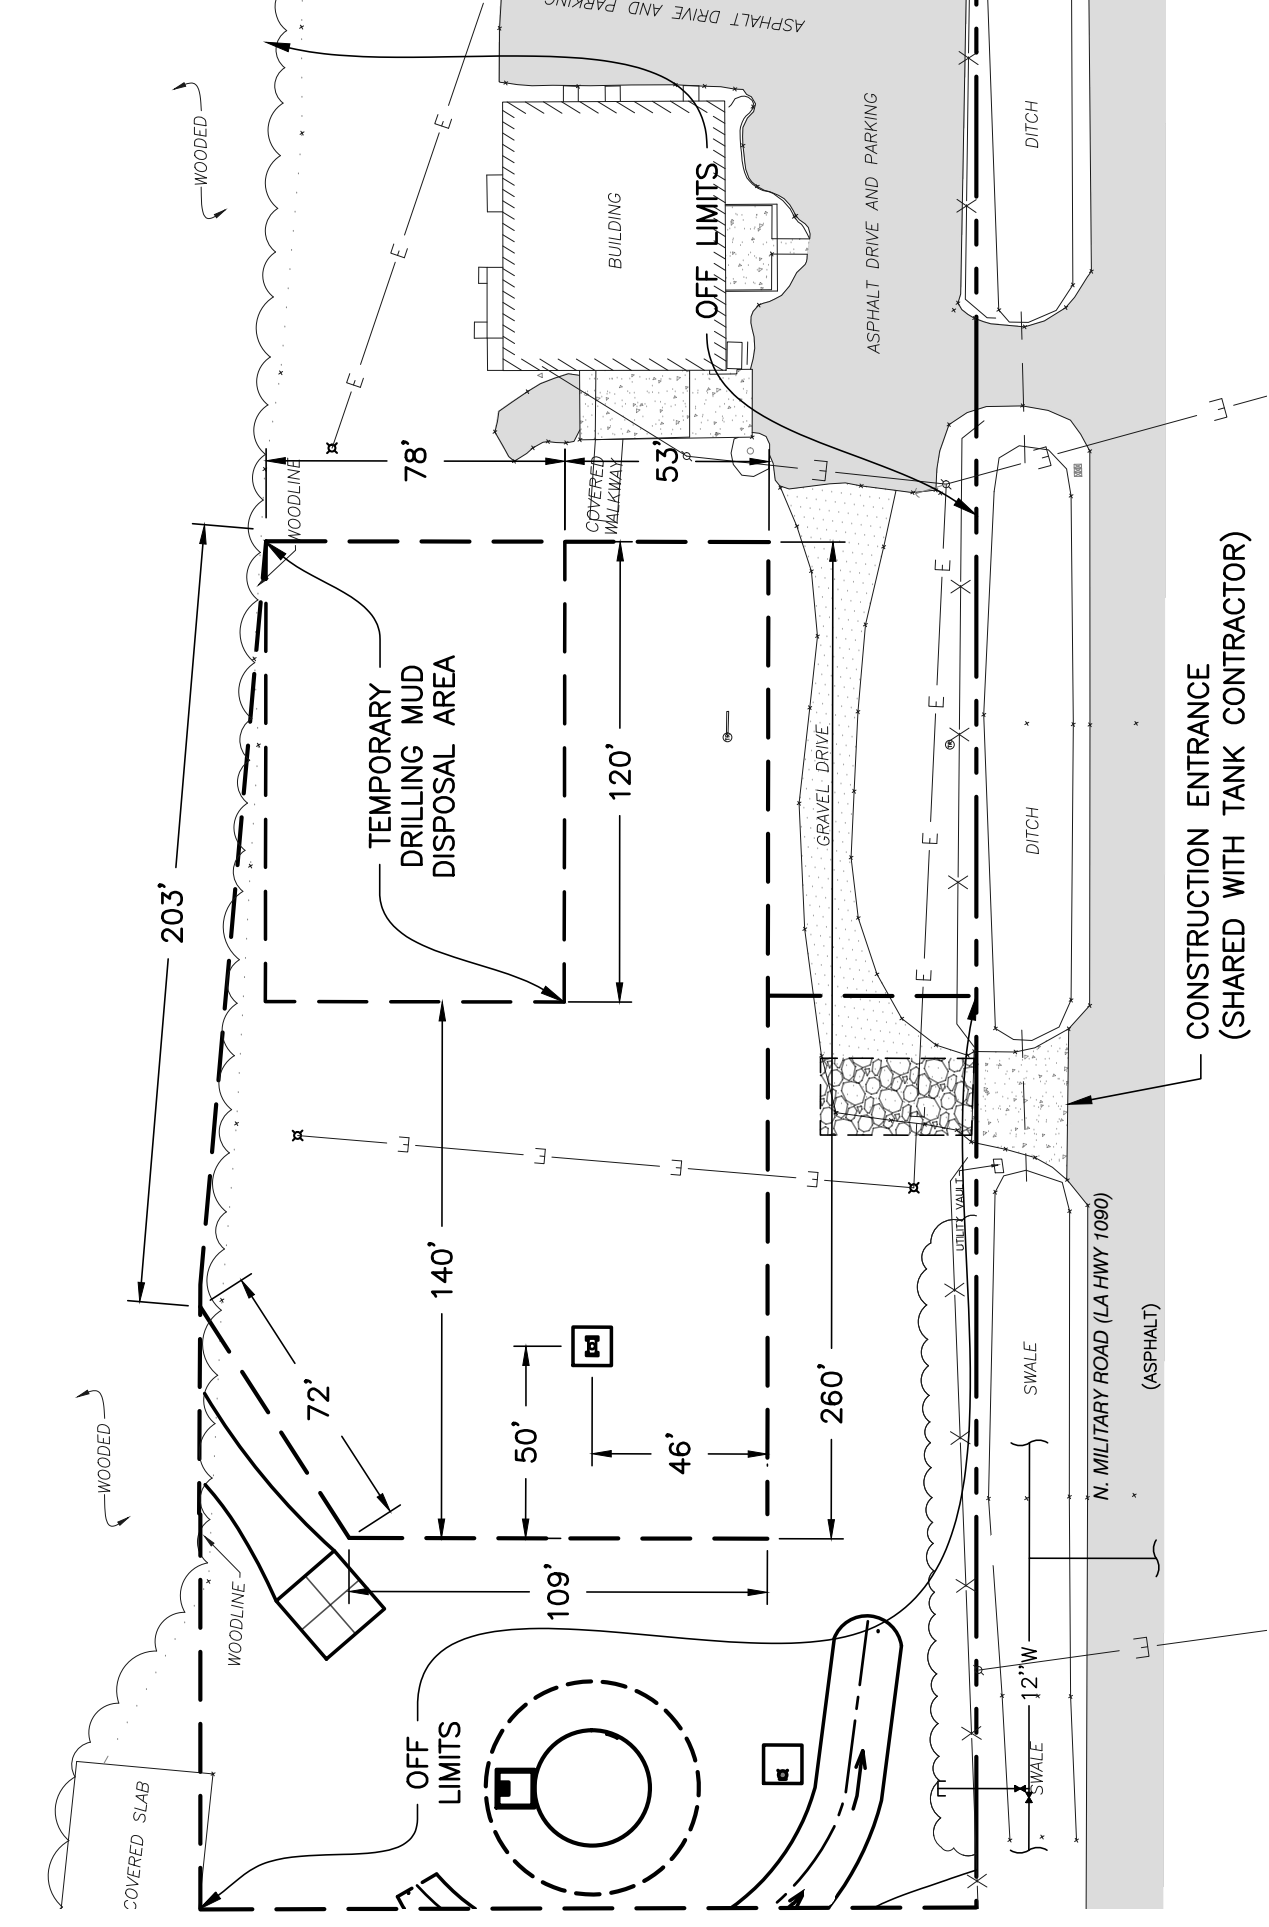 ASPHALT DRIVE AND PARKING
WOODED
E
E
E
BUILDING
OFF LIMITS
ASPHALT DRIVE AND PARKING
DITCH
78'
53'
WOODLINE
COVERED
WALKWAY
E
E
E
E
E
E
E
203'
TEMPORARY
DRILLING MUD
DISPOSAL AREA
120'
GRAVEL DRIVE
DITCH
CONSTRUCTION ENTRANCE
(SHARED WITH TANK CONTRACTOR)
E
E
E
E
E
UTILITY VAULT
140'
72'
50'
46'
260'
SWALE
N. MILITARY ROAD (LA HWY 1090)
(ASPHALT)
WOODED
WOODLINE
109'
OFF
LIMITS
12"W
E
SWALE
COVERED SLAB